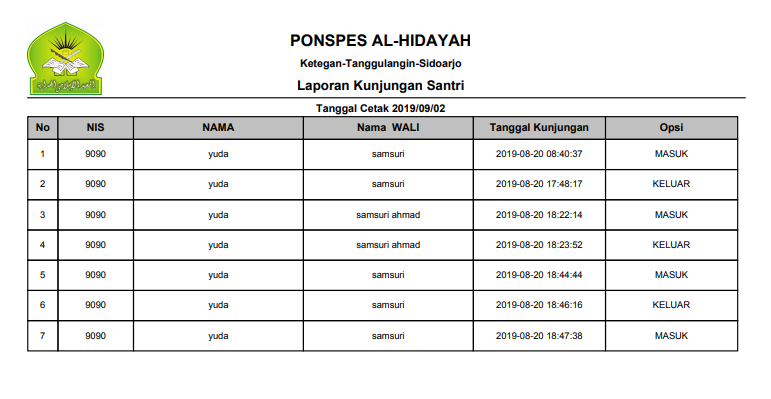 PONSPES AL-HIDAYAH
Ketegan-Tanggulangin-Sidoarjo
Laporan Kunjungan Santri
Tanggal Cetak 2019/09/02
No NIS NAMA Nama WALI Tanggal Kunjungan Opsi
1 9090 yuda samsuri 2019-08-20 08:40:37 MASUK
2 9090 yuda samsuri 2019-08-20 17:48:17 KELUAR
3 9090 yuda samsuri ahmad 2019-08-20 18:22:14 MASUK
4 9090 yuda samsuri ahmad 2019-08-20 18:23:52 KELUAR
5 9090 yuda samsuri 2019-08-20 18:44:44 MASUK
6 9090 yuda samsuri 2019-08-20 18:46:16 KELUAR
7 9090 yuda samsuri 2019-08-20 18:47:38 MASUK